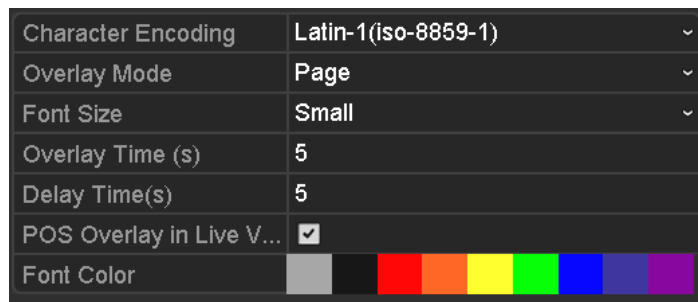 Character Encoding Latin-1(iso-8859-1)
Overlay Mode Page
Font Size Small
Overlay Time (s) 5
Delay Time(s) 5
POS Overlay in Live V...
Font Color